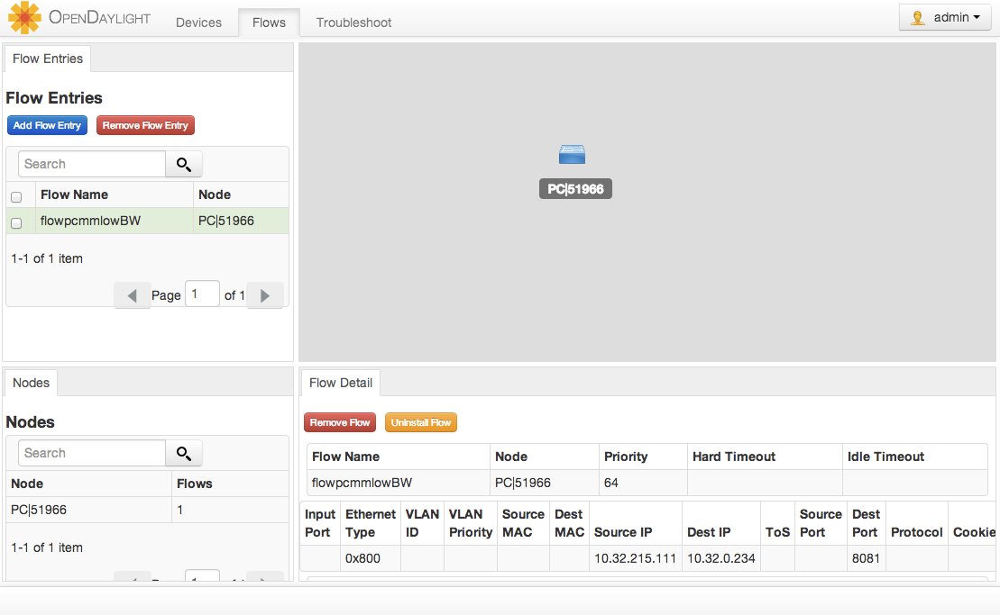 OpenDaylight Devices Flows Troubleshoot admin
Flow Entries
Flow Entries
Add Flow Entry Remove Flow Entry
Search
Flow Name Node
flowpcmmlowBW PC|51966
1-1 of 1 item
Page 1 of 1
PC|51966
Nodes
Nodes
Search
Node Flows
PC|51966 1
1-1 of 1 item
Flow Detail
Remove Flow Uninstall Flow
Flow Name Node Priority Hard Timeout Idle Timeout
flowpcmmlowBW PC|51966 64
Input Port Ethernet Type VLAN ID VLAN Priority Source MAC Dest MAC Source IP Dest IP ToS Source Port Dest Port Protocol Cookie
0x800 10.32.215.111 10.32.0.234 8081